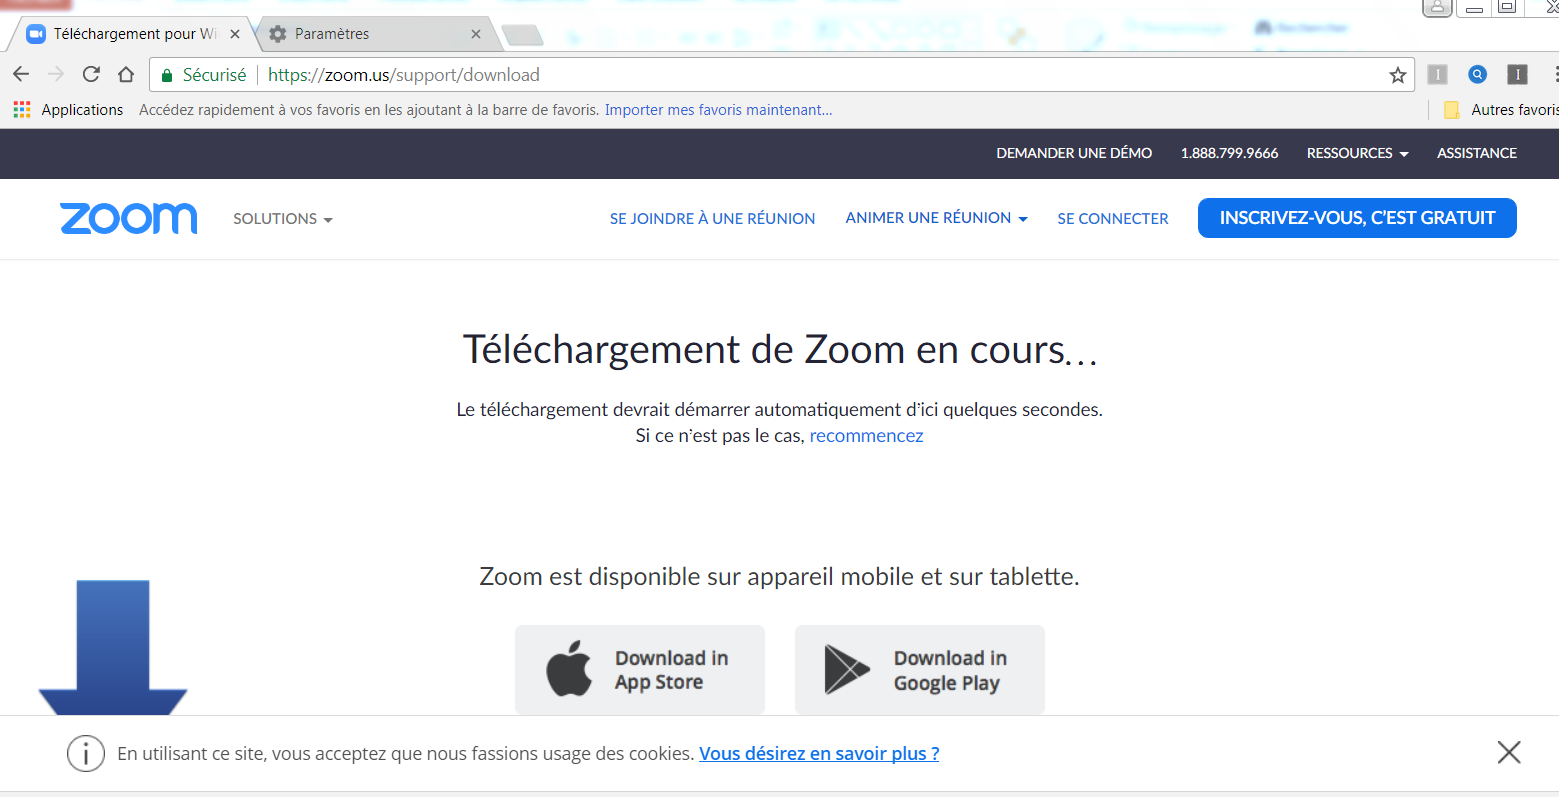 Téléchargement pour Wi
Paramètres
Sécurisé
https://zoom.us/support/download
Applications
Accédez rapidement à vos favoris en les ajoutant à la barre de favoris. Importer mes favoris maintenant...
Autres favoris
DEMANDER UNE DÉMO
1.888.799.9666
RESSOURCES
ASSISTANCE
zoom
SOLUTIONS
SE JOINDRE À UNE RÉUNION
ANIMER UNE RÉUNION
SE CONNECTER
INSCRIVEZ-VOUS, C'EST GRATUIT
Téléchargement de Zoom en cours...
Le téléchargement devrait démarrer automatiquement d'ici quelques secondes.
Si ce n'est pas le cas, recommencez
Zoom est disponible sur appareil mobile et sur tablette.
Download in
App Store
Download in
Google Play
En utilisant ce site, vous acceptez que nous fassions usage des cookies. Vous désirez en savoir plus ?